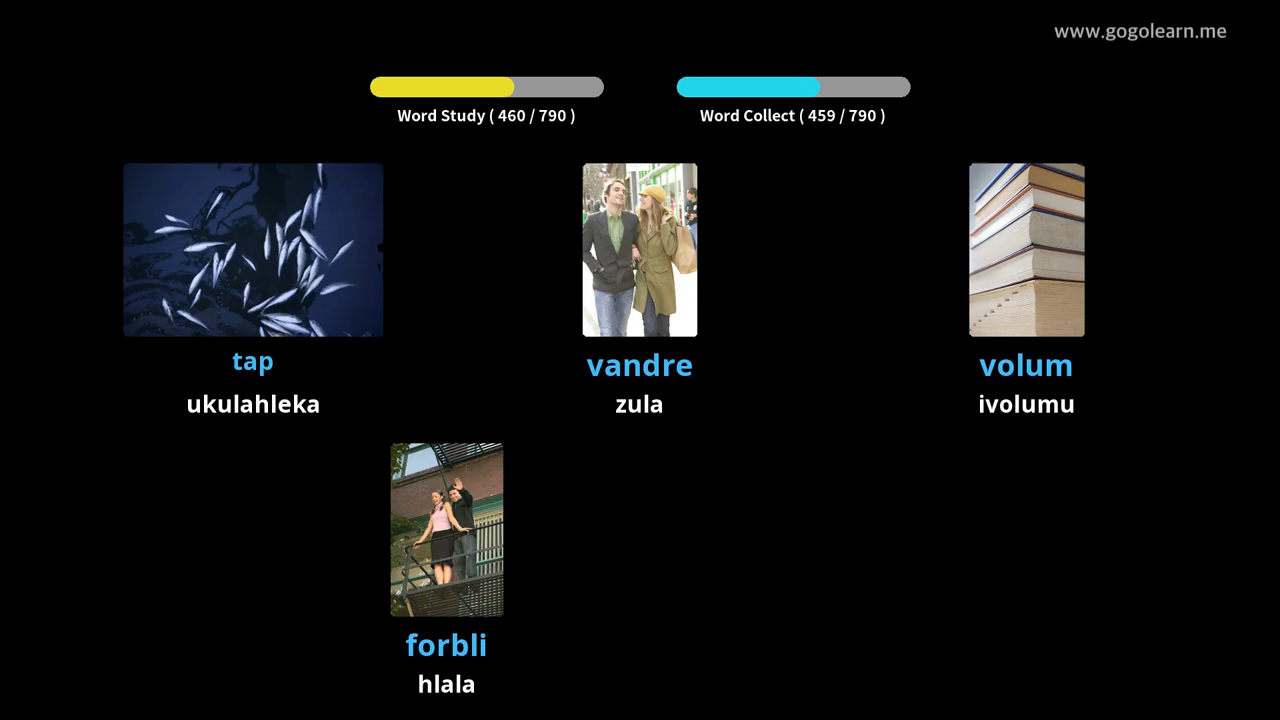 www.gogolearn.me
Word Study ( 460 / 790 )
Word Collect ( 459 / 790 )
tap
ukulahleka
vandre
zula
volum
ivolumu
forbli
hlala